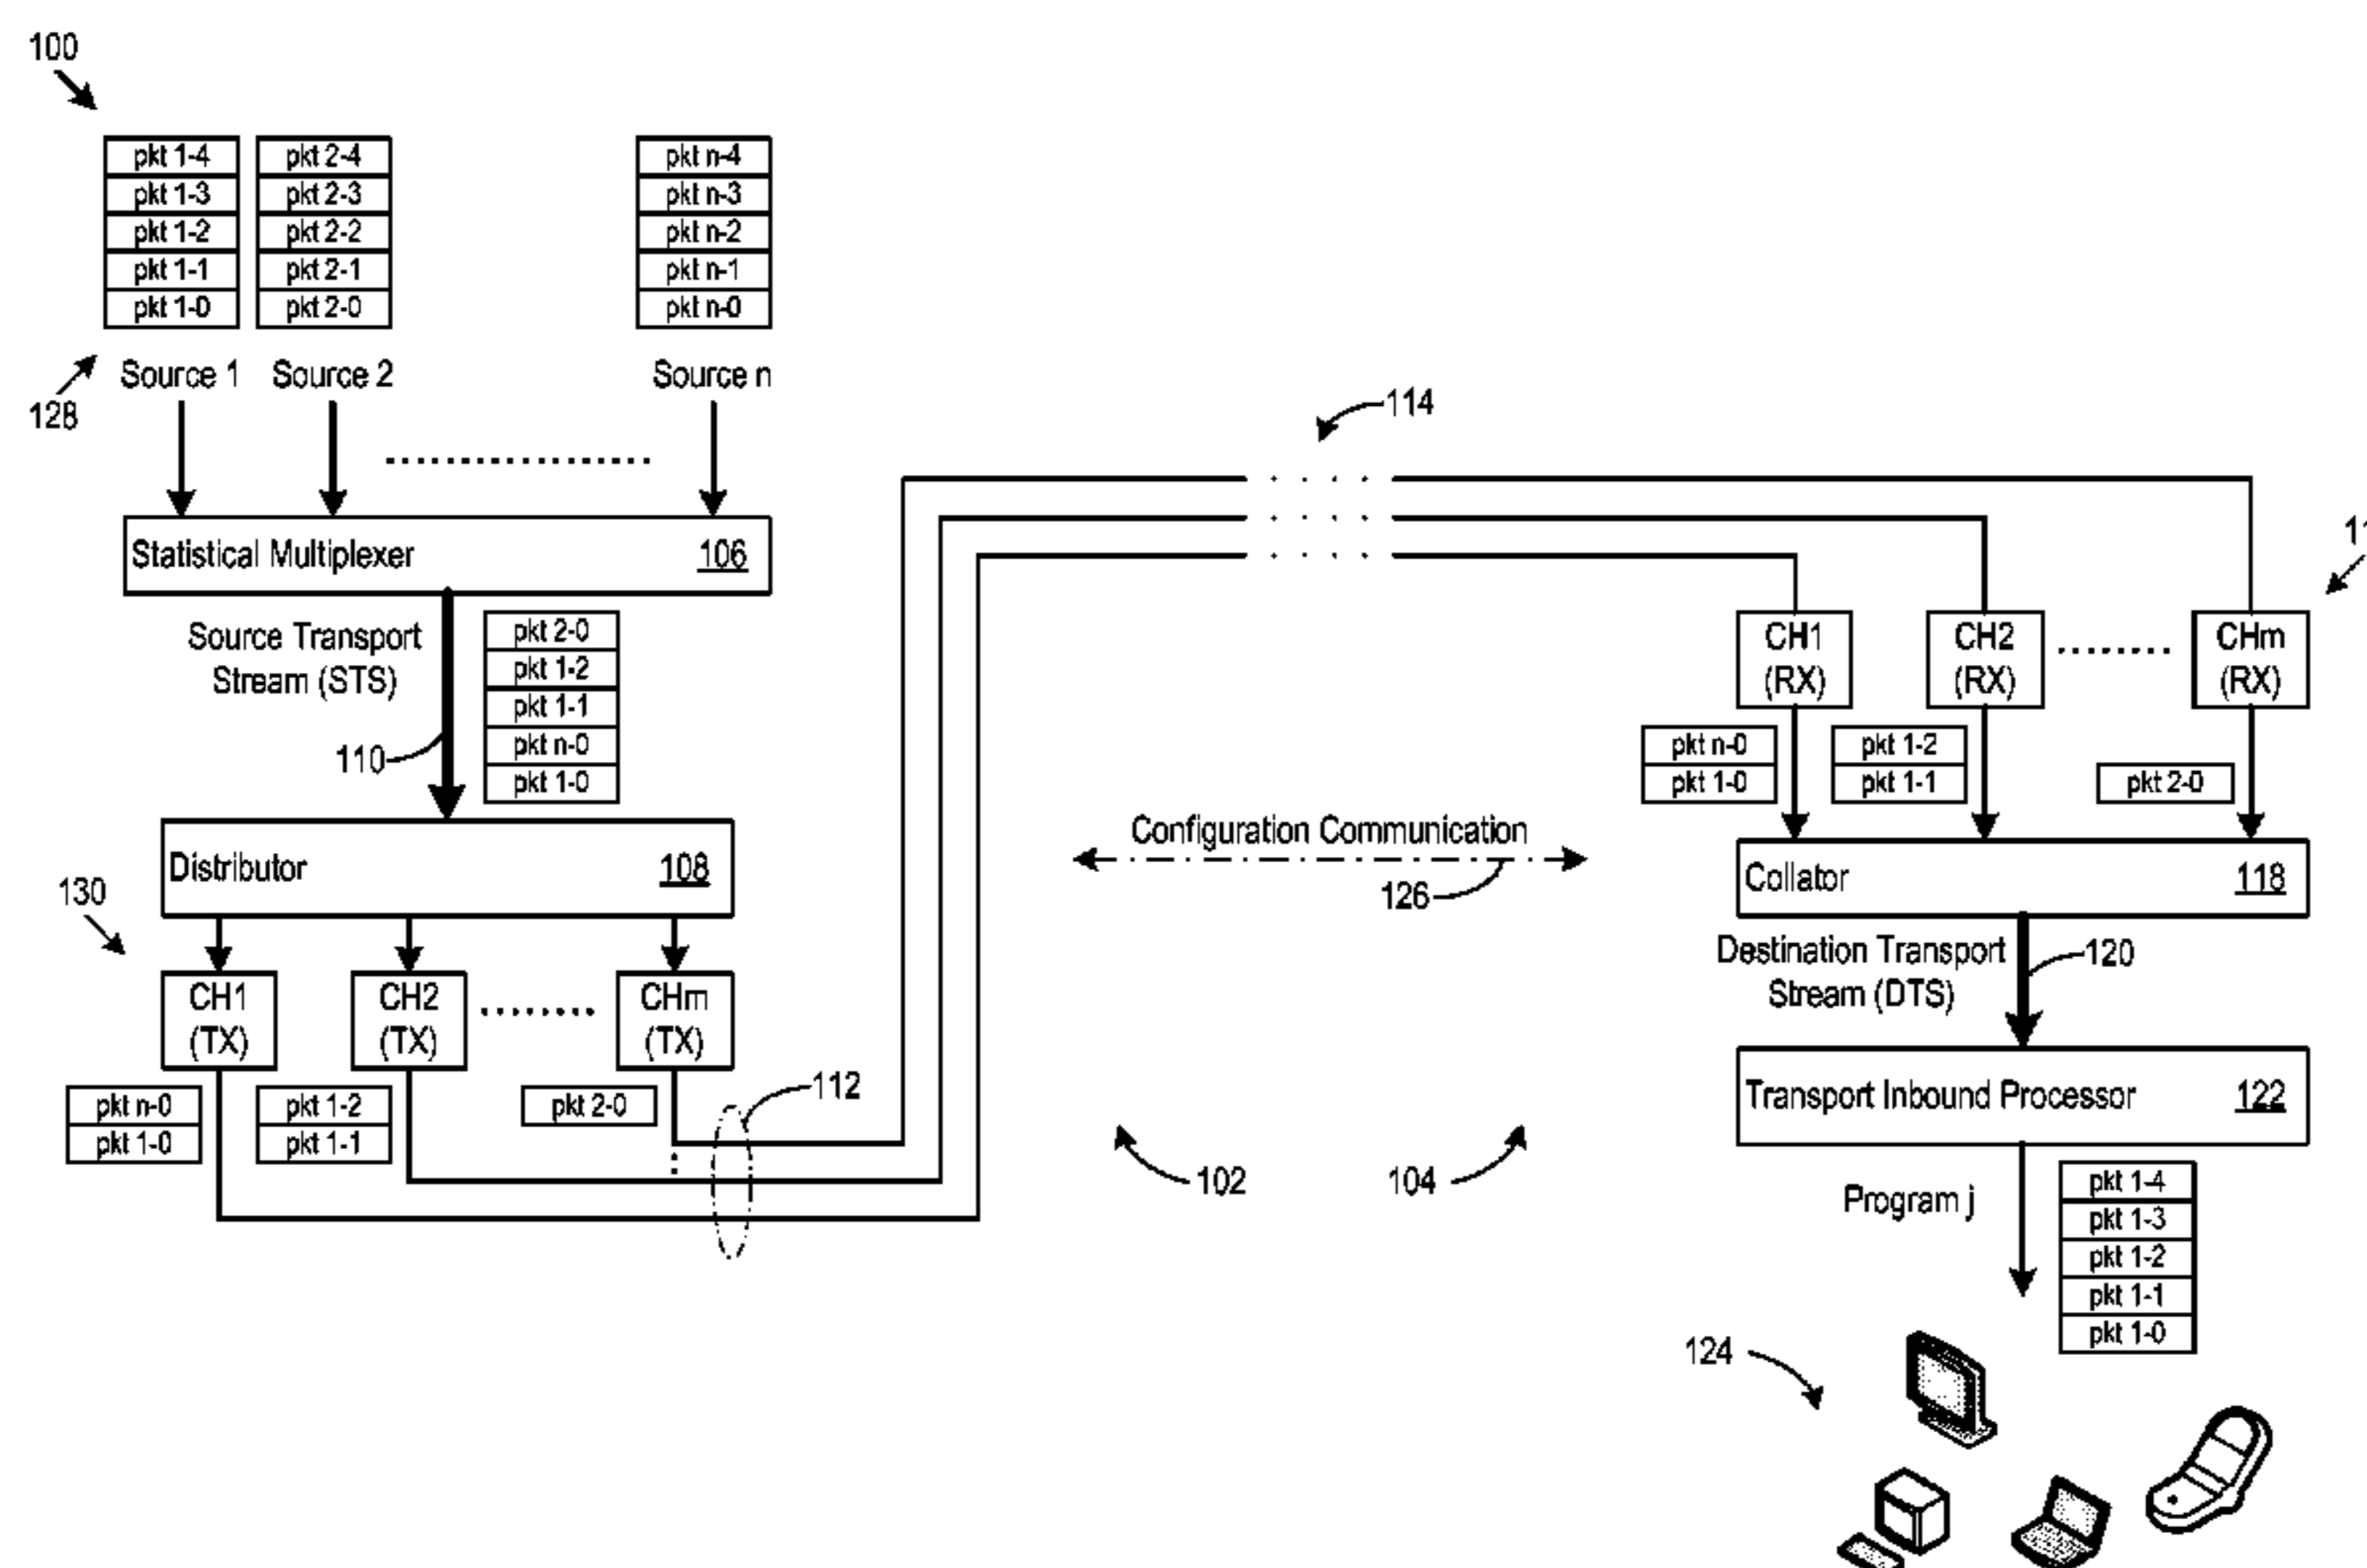 100
pkt 1-4 pkt 2-4 pkt n-4
pkt 1-3 pkt 2-3 pkt n-3
pkt 1-2 pkt 2-2 pkt n-2
pkt 1-1 pkt 2-1 pkt n-1
pkt 1-0 pkt 2-0 pkt n-0
Source 1 Source 2 Source n
128
114
Statistical Multiplexer 106
Source Transport
Stream (STS)
110
pkt 2-0
pkt 1-2
pkt 1-1
pkt n-0
pkt 1-0
Distributor 108
130
CH1
(TX)
CH2
(TX)
CHm
(TX)
pkt n-0
pkt 1-0
pkt 1-2
pkt 1-1
pkt 2-0
112
Configuration Communication
126
102
104
CH1
(RX)
CH2
(RX)
CHm
(RX)
pkt n-0
pkt 1-0
pkt 1-2
pkt 1-1
pkt 2-0
Collator 118
Destination Transport
Stream (DTS)
120
Transport Inbound Processor 122
Program j
pkt 1-4
pkt 1-3
pkt 1-2
pkt 1-1
pkt 1-0
124